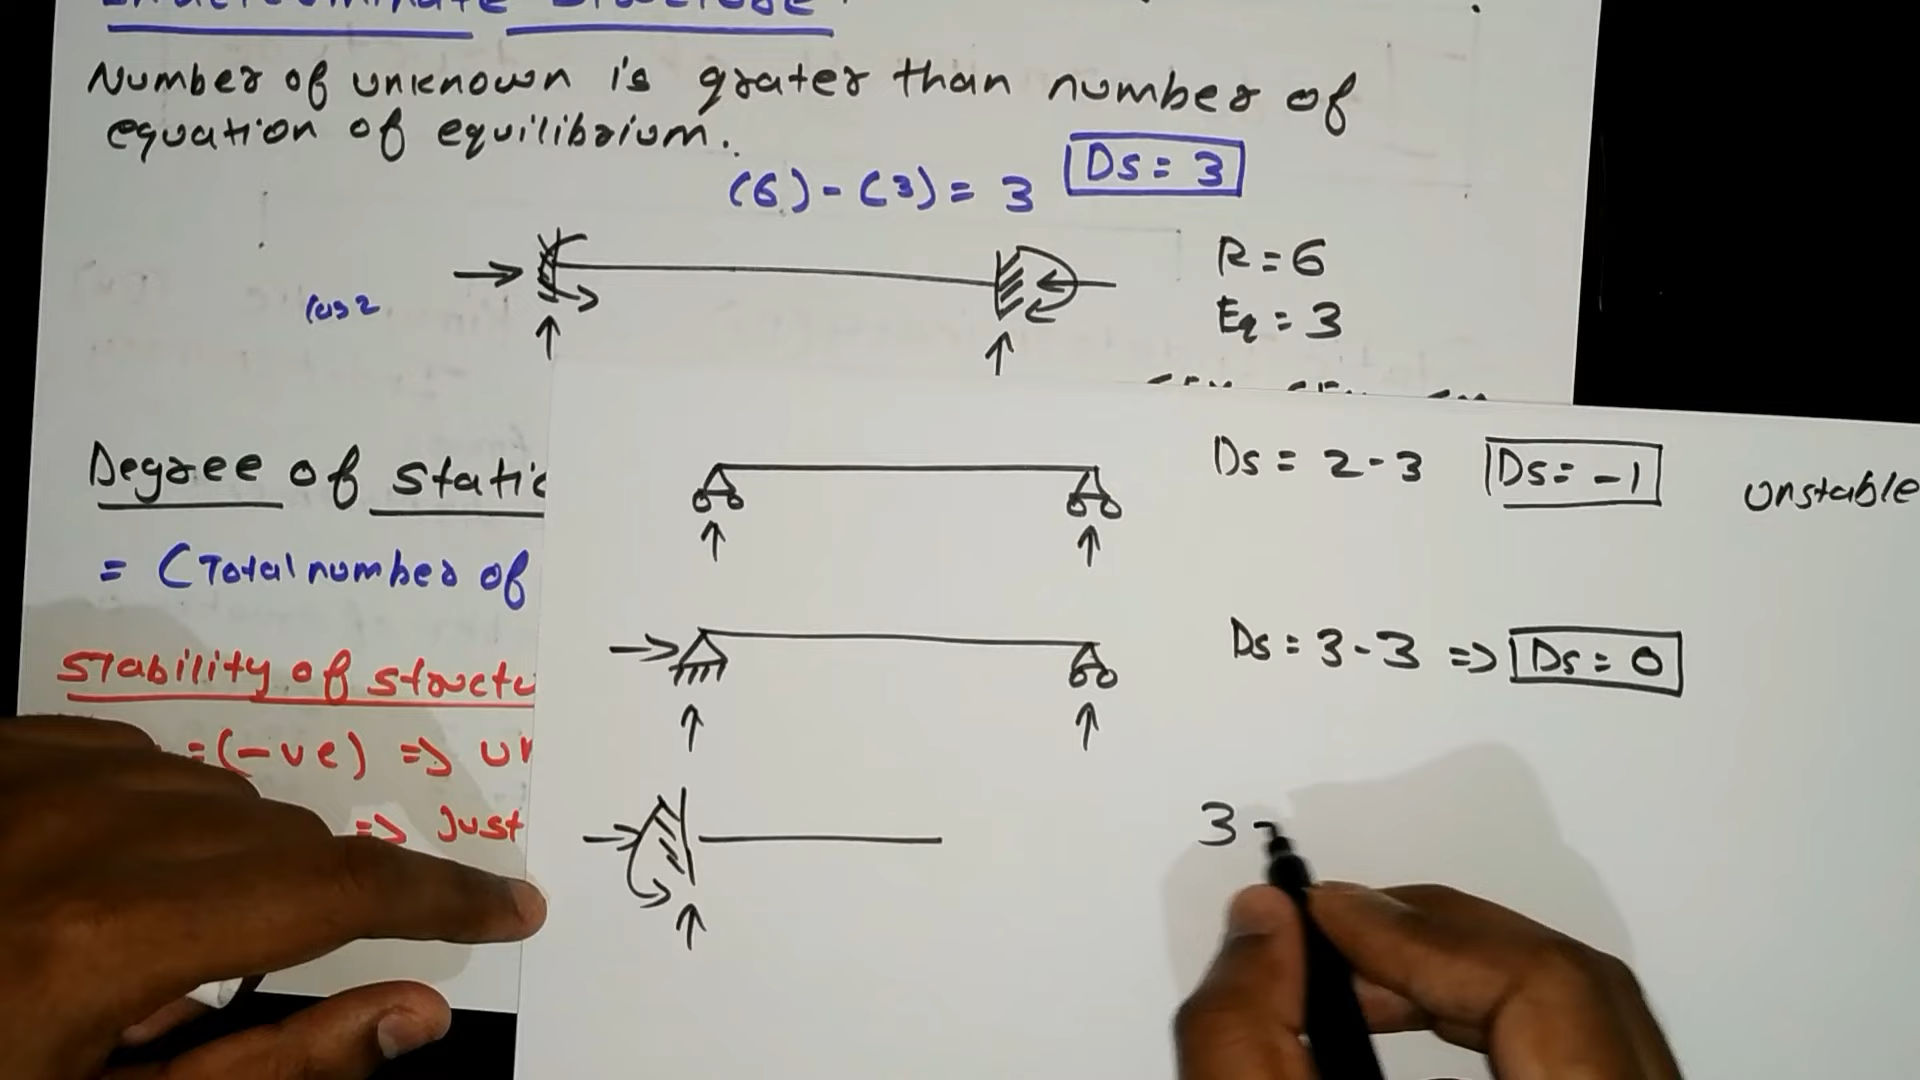 Indeterminate Structure
Number of unknown is grater than number of
equation of equilibrium.
(6) - (3) = 3 Ds = 3
R = 6
Eq = 3
Degree of static
= (Total number of
Stability of structu
=(-ve) => un
=> Just
Ds = 2 - 3 Ds = -1 unstable
Ds = 3 - 3 => Ds = 0
3 -